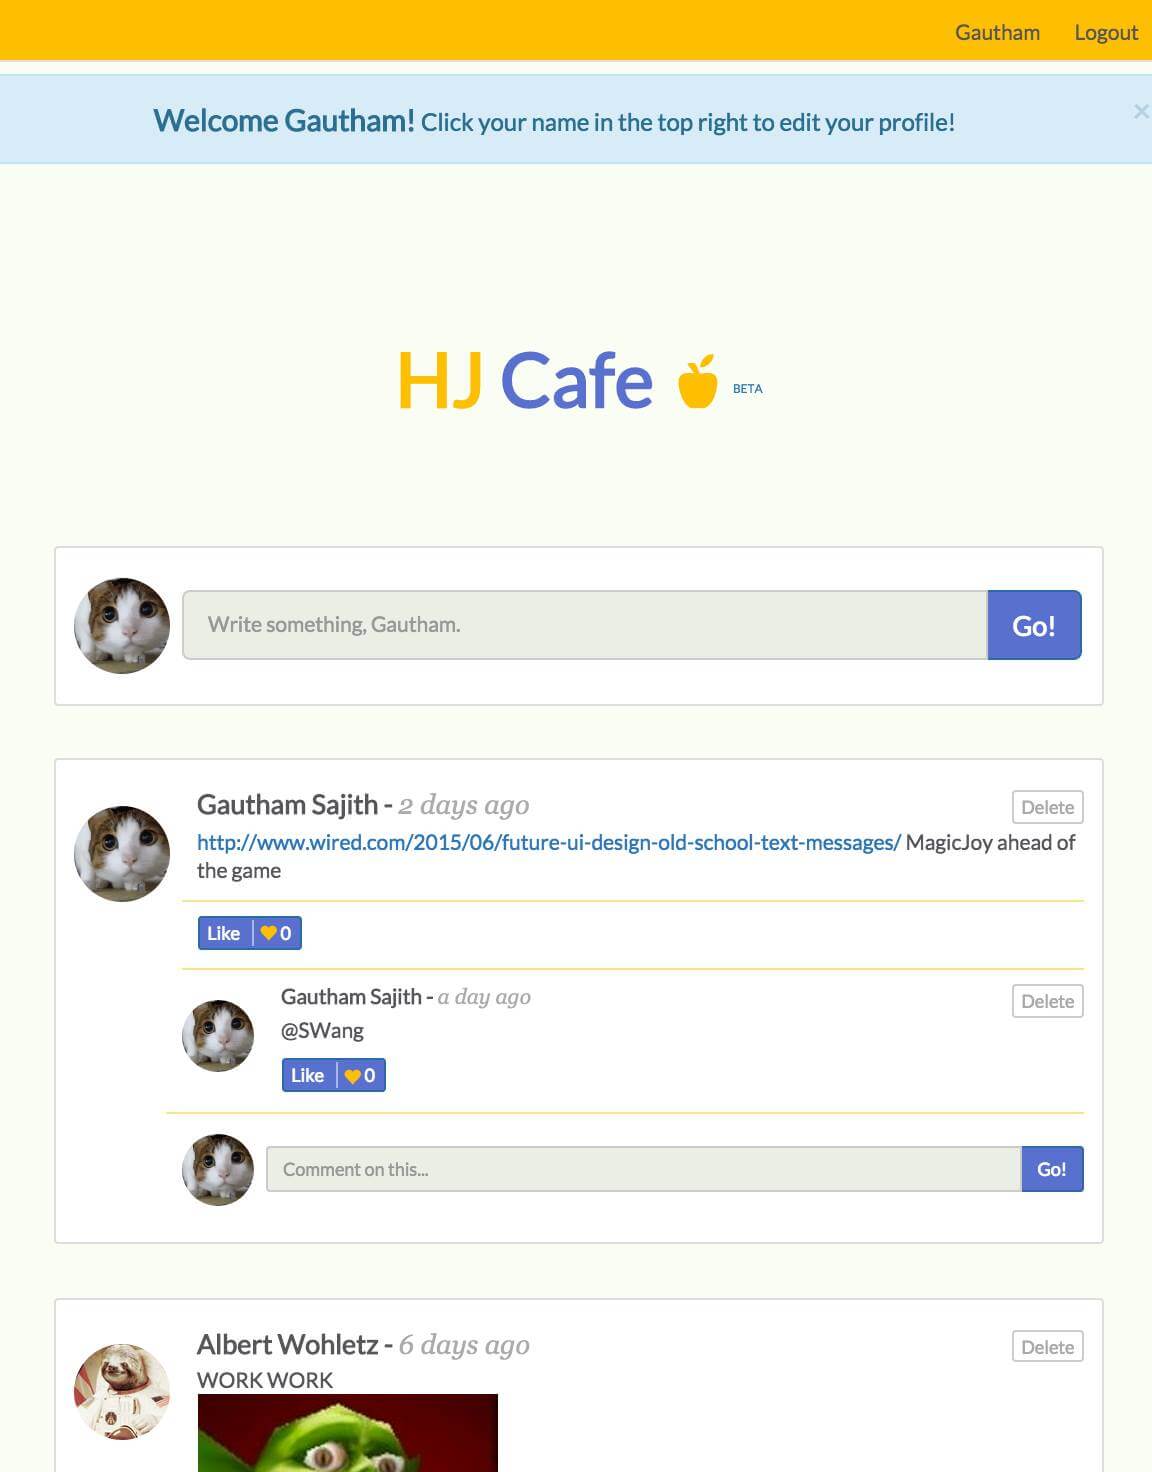 Gautham Logout
Welcome Gautham! Click your name in the top right to edit your profile!
×
HJ Cafe BETA
Write something, Gautham.
Go!
Gautham Sajith - 2 days ago
Delete
http://www.wired.com/2015/06/future-ui-design-old-school-text-messages/ MagicJoy ahead of
the game
Like 0
Gautham Sajith - a day ago
Delete
@SWang
Like 0
Comment on this...
Go!
Albert Wohletz - 6 days ago
Delete
WORK WORK